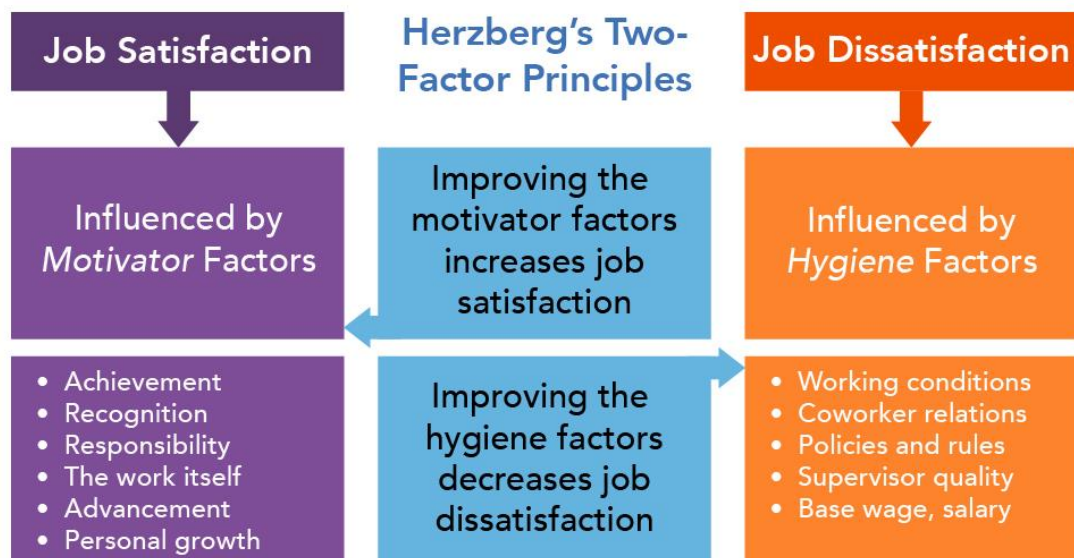 Job Satisfaction
Herzberg's Two-
Factor Principles
Job Dissatisfaction
Influenced by
Motivator Factors
Improving the
motivator factors
increases job
satisfaction
Influenced by
Hygiene Factors
• Achievement
• Recognition
• Responsibility
• The work itself
• Advancement
• Personal growth
Improving the
hygiene factors
decreases job
dissatisfaction
• Working conditions
• Coworker relations
• Policies and rules
• Supervisor quality
• Base wage, salary